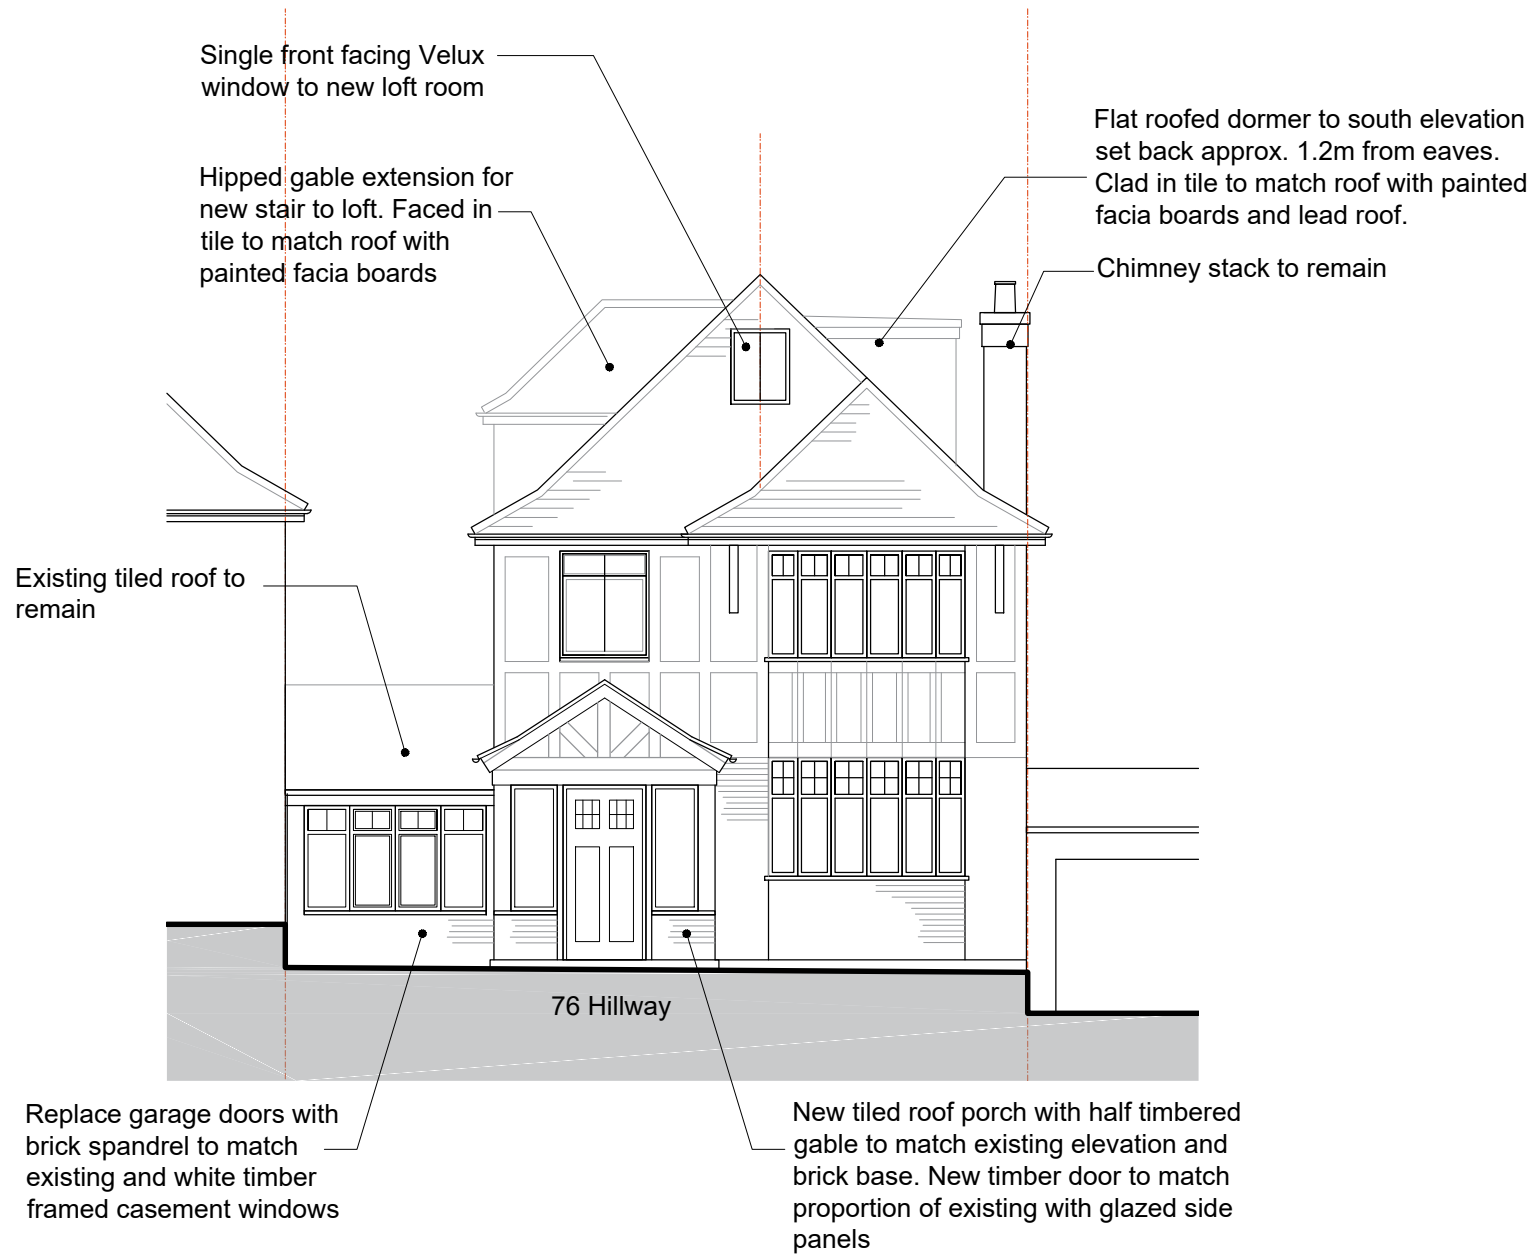 Single front facing Velux
window to new loft room
Flat roofed dormer to south elevation
set back approx. 1.2m from eaves.
Clad in tile to match roof with painted
facia boards and lead roof.
Hipped gable extension for
new stair to loft. Faced in
tile to match roof with
painted facia boards
Chimney stack to remain
Existing tiled roof to
remain
76 Hillway
Replace garage doors with
brick spandrel to match
existing and white timber
framed casement windows
New tiled roof porch with half timbered
gable to match existing elevation and
brick base. New timber door to match
proportion of existing with glazed side
panels